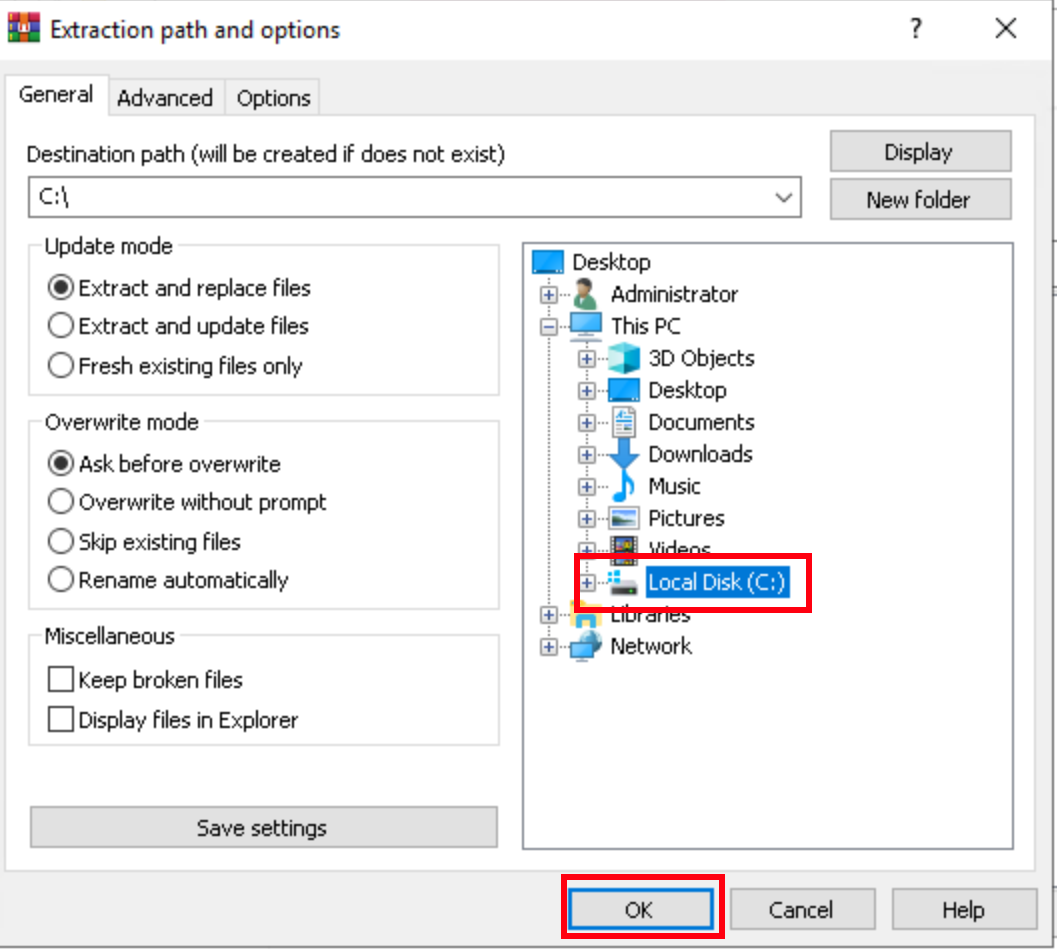 Extraction path and options
?
General
Advanced
Options
Destination path (will be created if does not exist)
C:\
Display
New folder
Update mode
Extract and replace files
Extract and update files
Fresh existing files only
Overwrite mode
Ask before overwrite
Overwrite without prompt
Skip existing files
Rename automatically
Miscellaneous
Keep broken files
Display files in Explorer
Save settings
Desktop
Administrator
This PC
3D Objects
Desktop
Documents
Downloads
Music
Pictures
Videos
Local Disk (C:)
Libraries
Network
OK
Cancel
Help